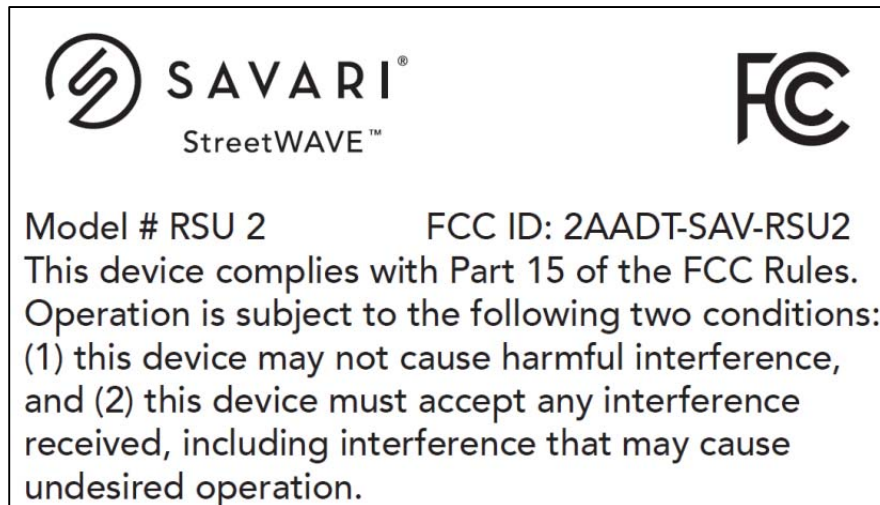 SAVARI®
StreetWAVE™
FC
Model # RSU 2 FCC ID: 2AADT-SAV-RSU2
This device complies with Part 15 of the FCC Rules.
Operation is subject to the following two conditions:
(1) this device may not cause harmful interference,
and (2) this device must accept any interference
received, including interference that may cause
undesired operation.